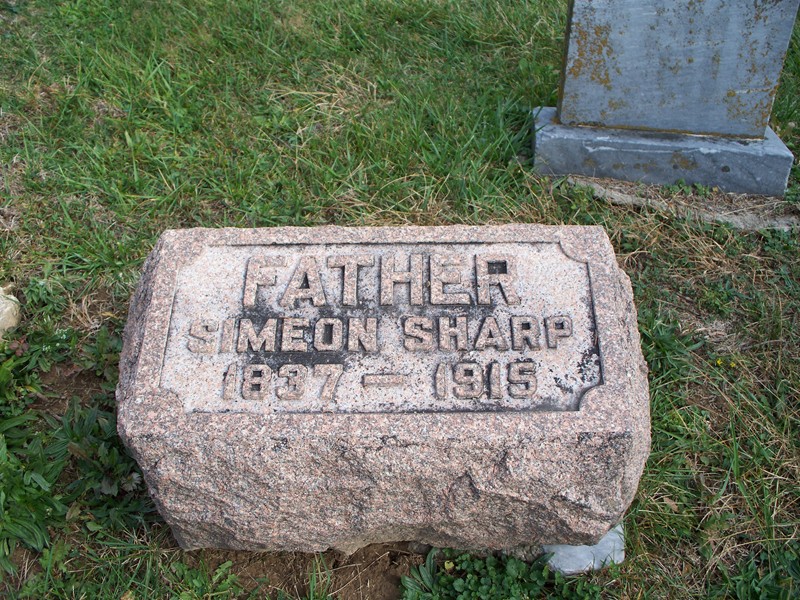 FATHER
SIMEON SHARP
1837 — 1915